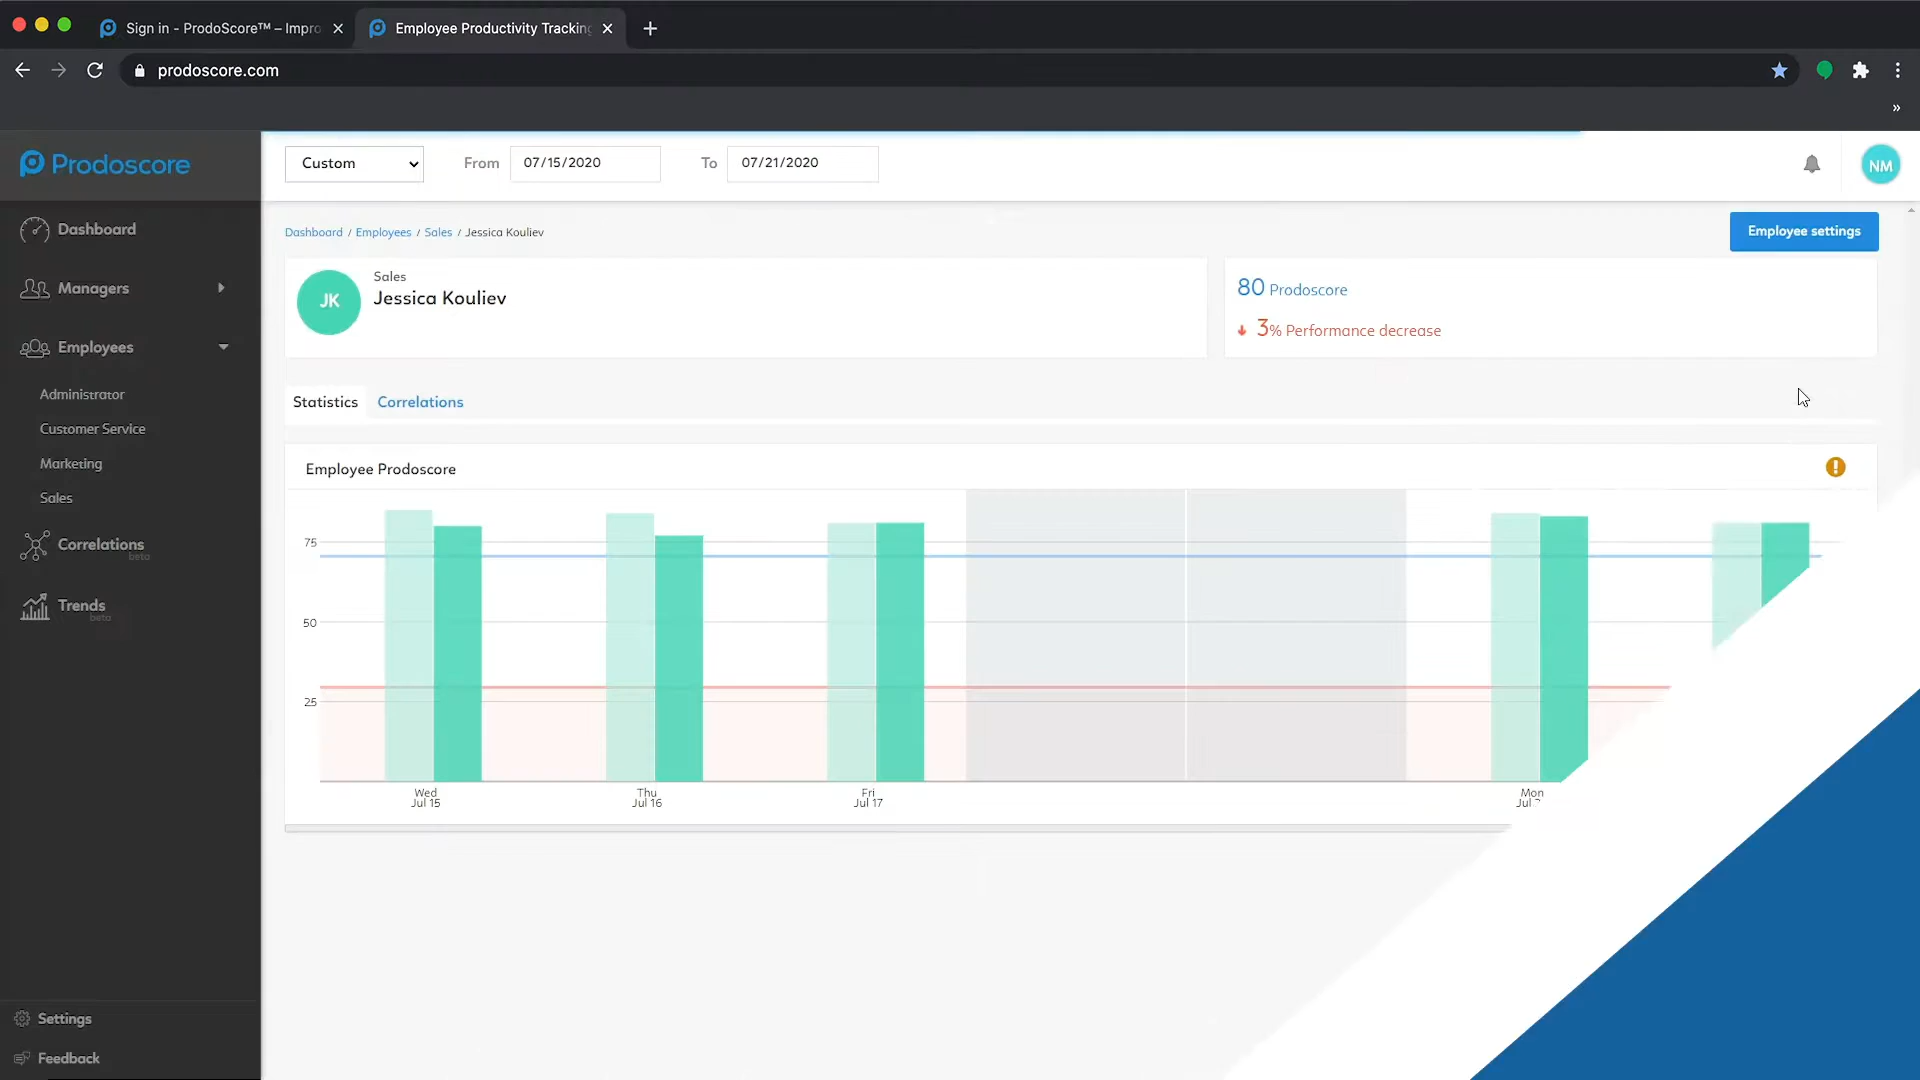 Sign in - ProdoScore™ – Impro
Employee Productivity Tracking
prodoscore.com
»
Prodoscore
Custom
From
07/15/2020
To
07/21/2020
NM
Dashboard
Managers
Employees
Administrator
Customer Service
Marketing
Sales
Correlations
beta
Trends
beta
Settings
Feedback
Dashboard / Employees / Sales / Jessica Kouliev
Employee settings
JK
Sales
Jessica Kouliev
80 Prodoscore
3% Performance decrease
Statistics
Correlations
Employee Prodoscore
75
50
25
Wed
Jul 15
Thu
Jul 16
Fri
Jul 17
Mon
Jul